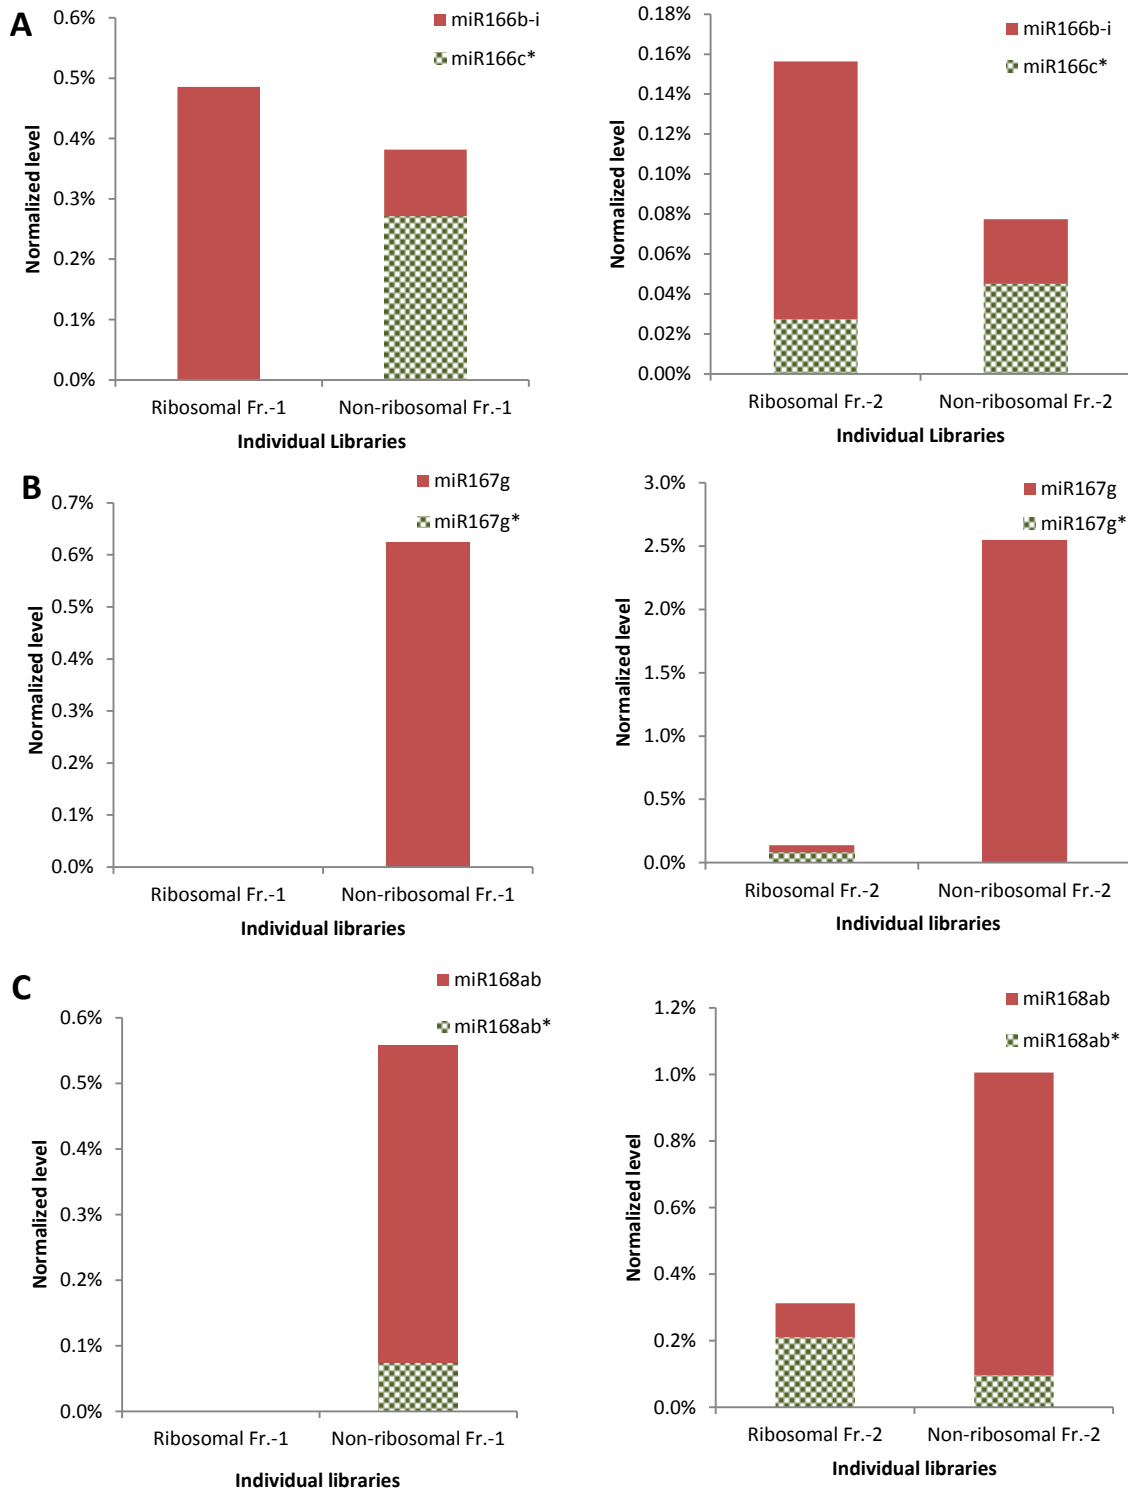 A
miR166b-i
miR166c*
0.6%
0.5%
0.4%
0.3%
0.2%
0.1%
0.0%
Normalized level
Ribosomal Fr.-1
Non-ribosomal Fr.-1
Individual Libraries
miR166b-i
miR166c*
0.18%
0.16%
0.14%
0.12%
0.10%
0.08%
0.06%
0.04%
0.02%
0.00%
Normalized level
Ribosomal Fr.-2
Non-ribosomal Fr.-2
Individual Libraries
B
miR167g
miR167g*
0.7%
0.6%
0.5%
0.4%
0.3%
0.2%
0.1%
0.0%
Normalized level
Ribosomal Fr.-1
Non-ribosomal Fr.-1
Individual libraries
miR167g
miR167g*
3.0%
2.5%
2.0%
1.5%
1.0%
0.5%
0.0%
Normalized level
Ribosomal Fr.-2
Non-ribosomal Fr.-2
Individual libraries
C
miR168ab
miR168ab*
0.6%
0.5%
0.4%
0.3%
0.2%
0.1%
0.0%
Normalized level
Ribosomal Fr.-1
Non-ribosomal Fr.-1
Individual libraries
miR168ab
miR168ab*
1.2%
1.0%
0.8%
0.6%
0.4%
0.2%
0.0%
Normalized level
Ribosomal Fr.-2
Non-ribosomal Fr.-2
Individual libraries